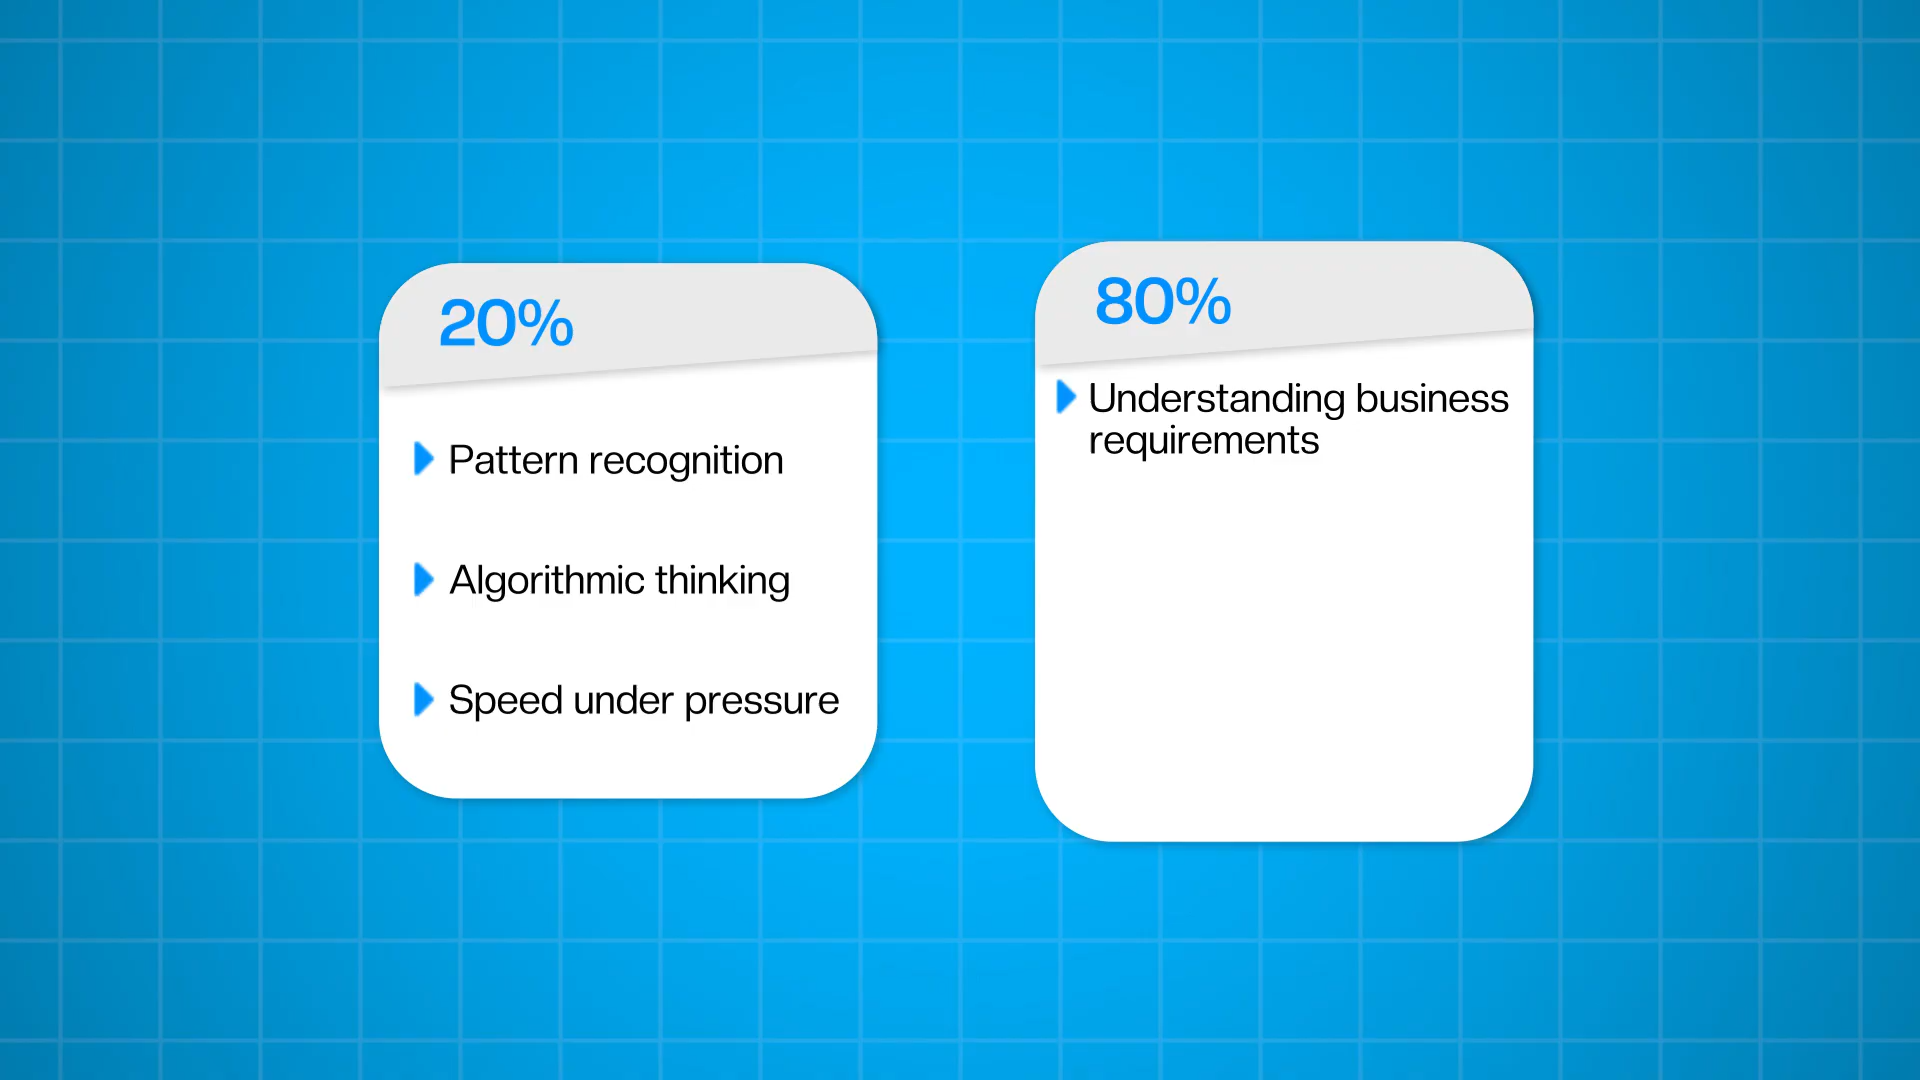 20%
Pattern recognition
Algorithmic thinking
Speed under pressure
80%
Understanding business
requirements